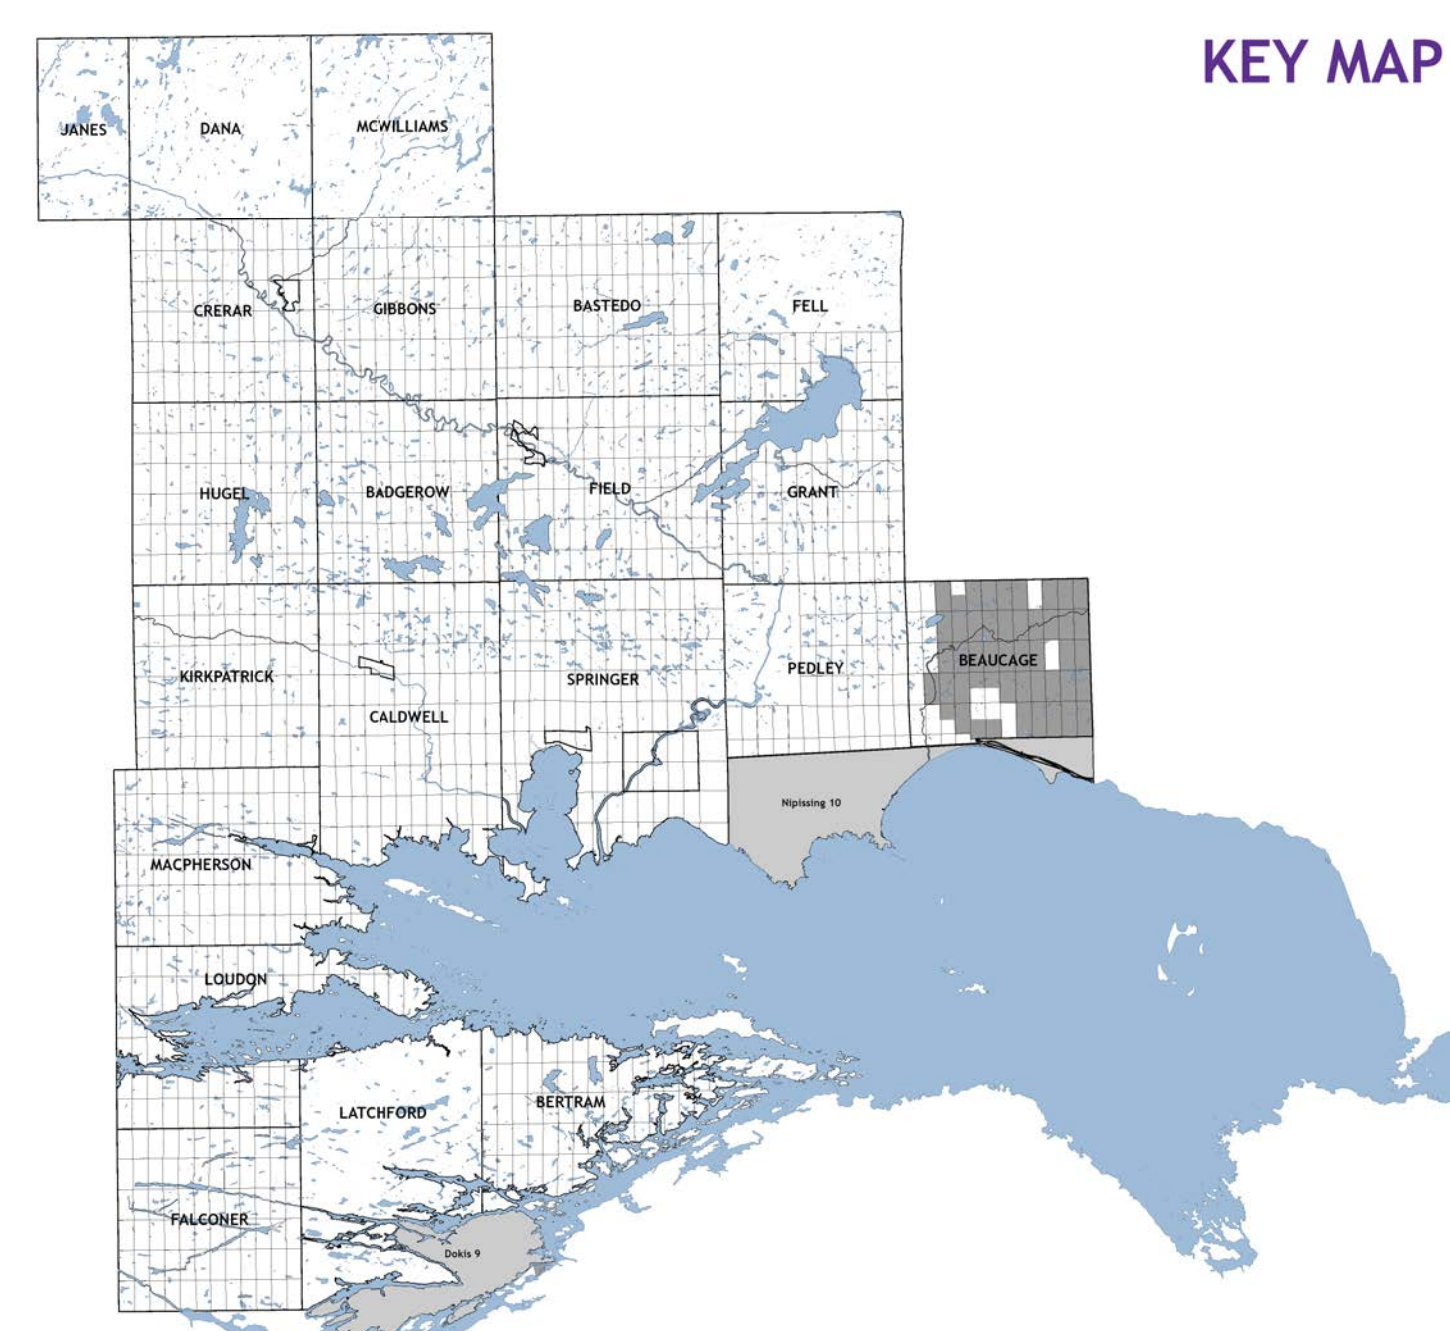 KEY MAP
JANES
DANA
MCWILLIAMS
CRERAR
GIBBONS
BASTEDO
FELL
HUGEL
BADGEROW
FIELD
GRANT
KIRKPATRICK
CALDWELL
SPRINGER
PEDLEY
BEAUCAGE
Nipissing 10
MACPHERSON
LOUDON
LATCHFORD
BERTRAM
FALCONER
Dokis 9